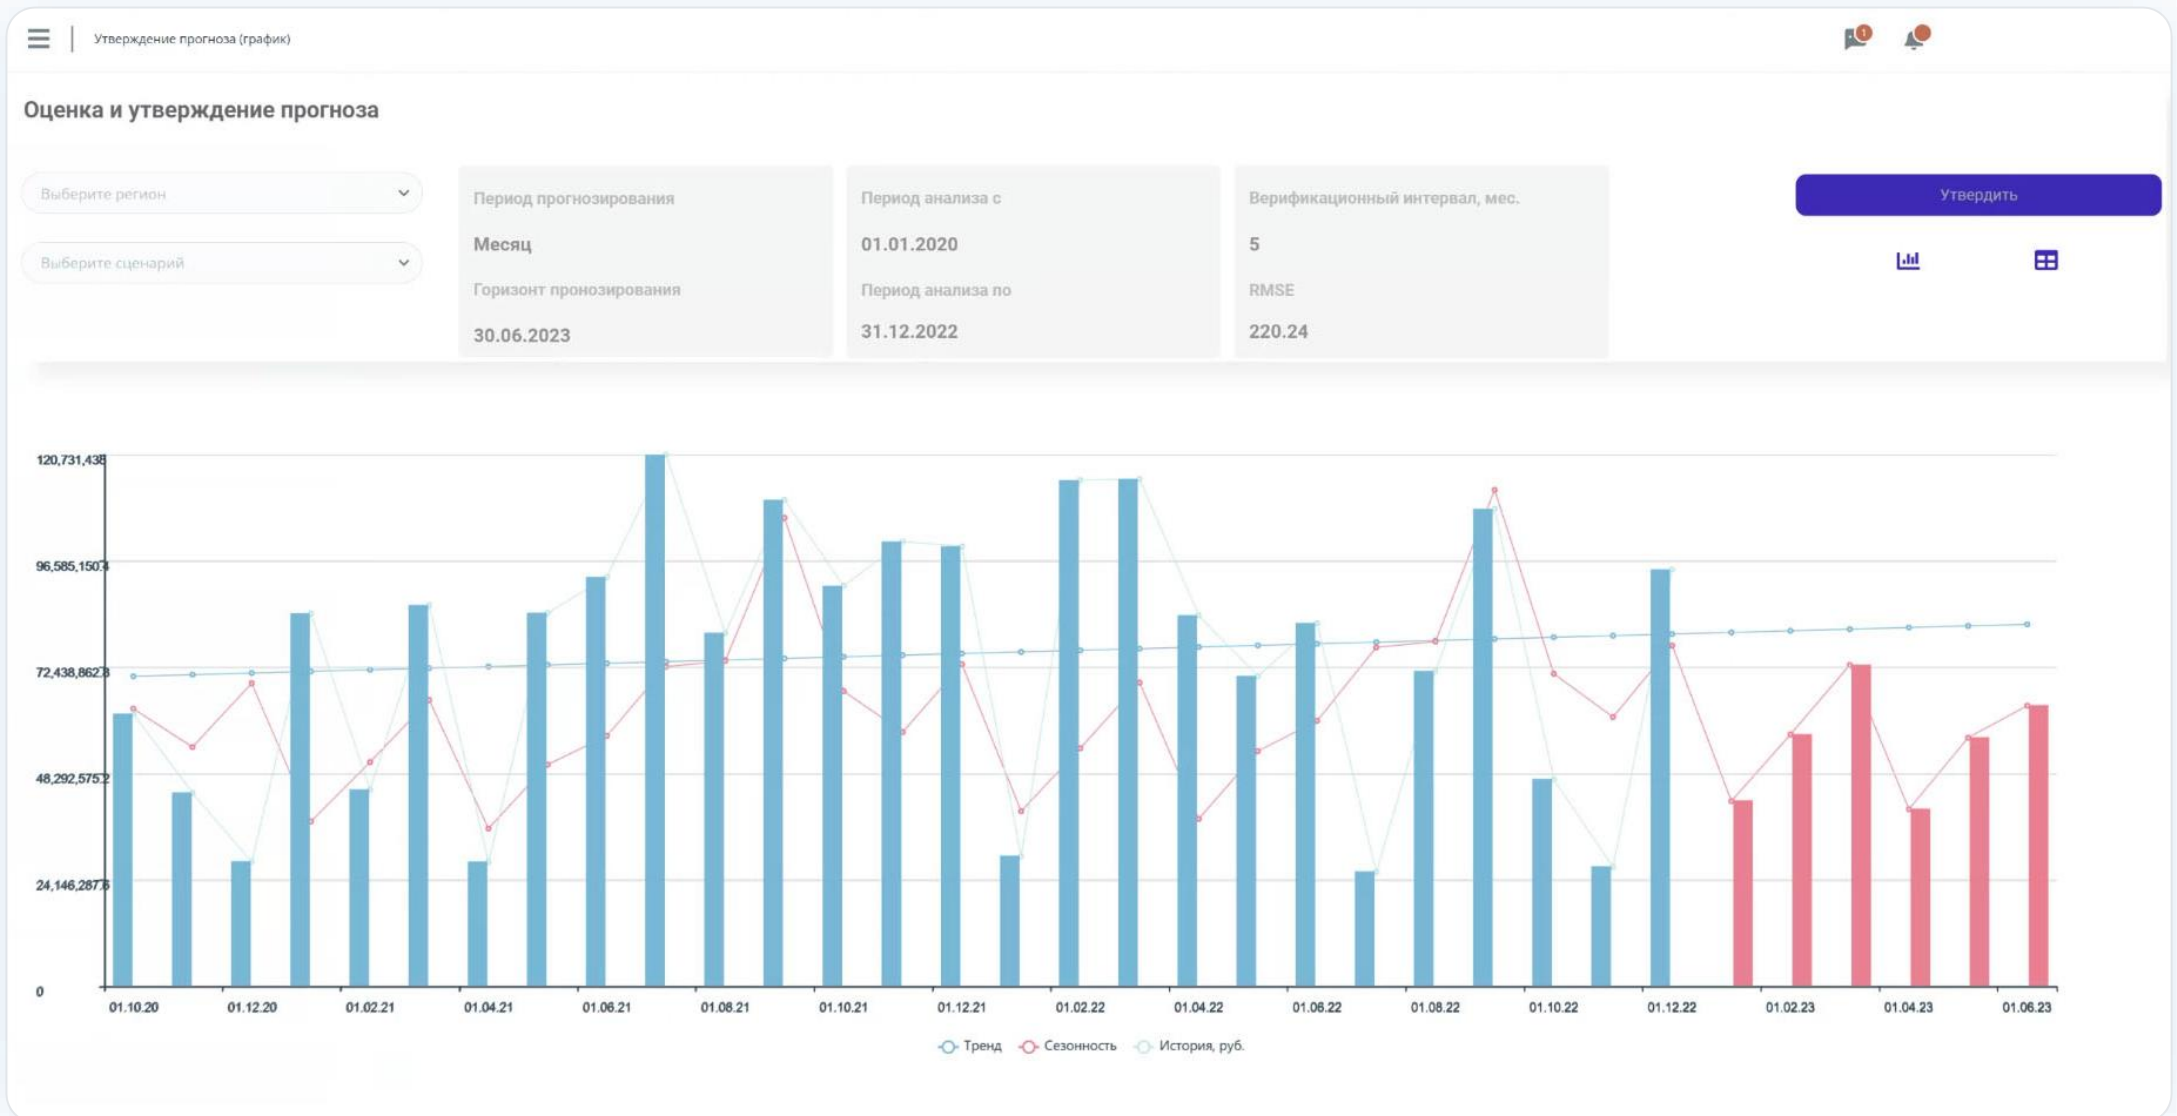 Утверждение прогноза (график)
1
Оценка и утверждение прогноза
Выберите регион
Выберите сценарий
Период прогнозирования
Месяц
Горизонт пронозирования
30.06.2023
Период анализа с
01.01.2020
Период анализа по
31.12.2022
Верификационный интервал, мес.
5
RMSE
220.24
Утвердить
120,731,438
96,585,150.4
72,438,862.8
48,292,575.2
24,146,287.6
0
01.10.20 01.12.20 01.02.21 01.04.21 01.06.21 01.08.21 01.10.21 01.12.21 01.02.22 01.04.22 01.06.22 01.08.22 01.10.22 01.12.22 01.02.23 01.04.23 01.06.23
Тренд Сезонность История, руб.